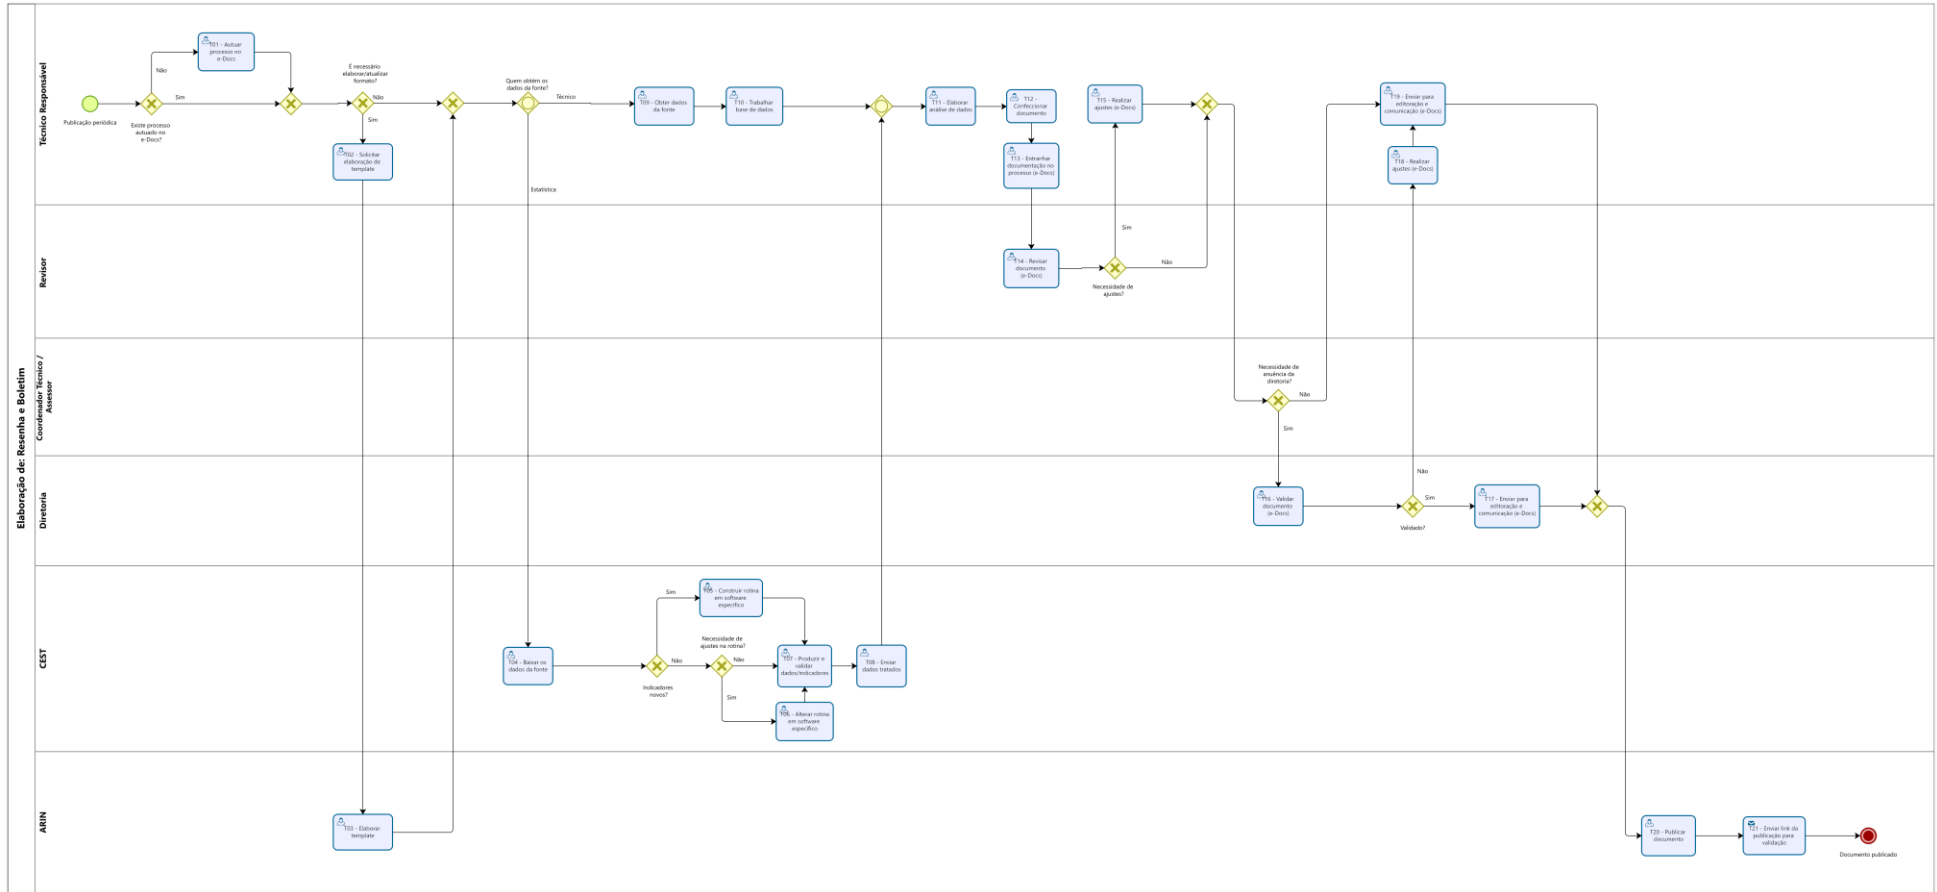 Elaboração de: Resenha e Boletim
Técnico Responsável
Publicação periódica
Existe processo
autuado no
e-Docs?
Não
Sim
T01 - Autuar
processo no
e-Docs
É necessário
elaborar/atualizar
formato?
Não
Sim
T02 - Solicitar
elaboração de
template
Quem obtém os
dados da fonte?
Técnico
Estatística
T09 - Obter dados
da fonte
T10 - Trabalhar
base de dados
T11 - Elaborar
análise de dados
T12 -
Confeccionar
documento
T13 - Entranhar
documentação no
processo (e-Docs)
T15 - Realizar
ajustes (e-Docs)
T19 - Enviar para
editoração e
comunicação (e-Docs)
T18 - Realizar
ajustes (e-Docs)
Revisor
T14 - Revisar
documento
(e-Docs)
Necessidade de
ajustes?
Sim
Não
Coordenador Técnico /
Assessor
Necessidade de
anuência da
diretoria?
Não
Sim
Diretoria
T16 - Validar
documento
(e-Docs)
Validado?
Não
Sim
T17 - Enviar para
editoração e
comunicação (e-Docs)
CEST
T04 - Baixar os
dados da fonte
Indicadores
novos?
Sim
Não
T05 - Construir rotina
em software
específico
Necessidade de
ajustes na rotina?
Não
Sim
T06 - Alterar rotina
em software
específico
T07 - Produzir e
validar
dados/indicadores
T08 - Enviar
dados tratados
ARIN
T03 - Elaborar
template
T20 - Publicar
documento
T21 - Enviar link da
publicação para
validação
Documento publicado